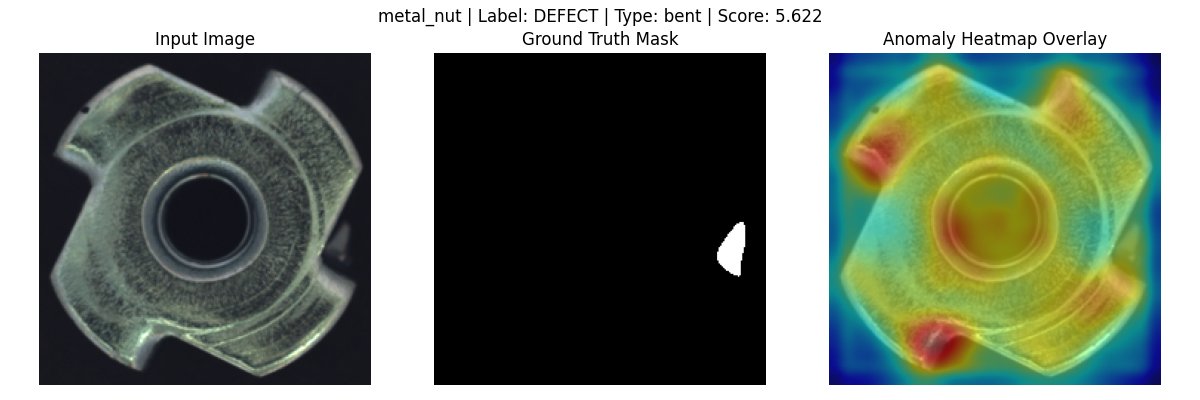 metal_nut | Label: DEFECT | Type: bent | Score: 5.622
Input Image
Ground Truth Mask
Anomaly Heatmap Overlay